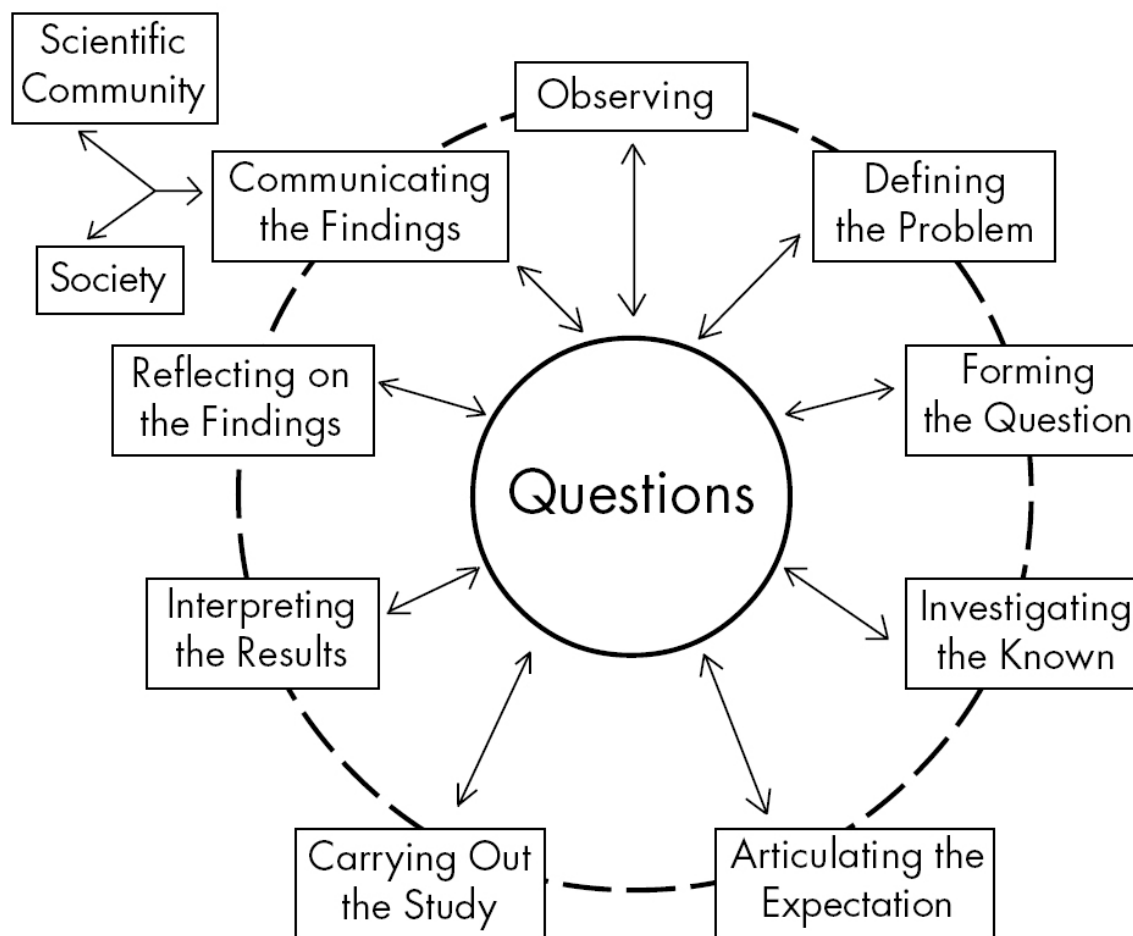 Scientific
Community
Observing
Communicating
the Findings
Defining
the Problem
Society
Reflecting on
the Findings
Forming
the Question
Questions
Interpreting
the Results
Investigating
the Known
Carrying Out
the Study
Articulating the
Expectation